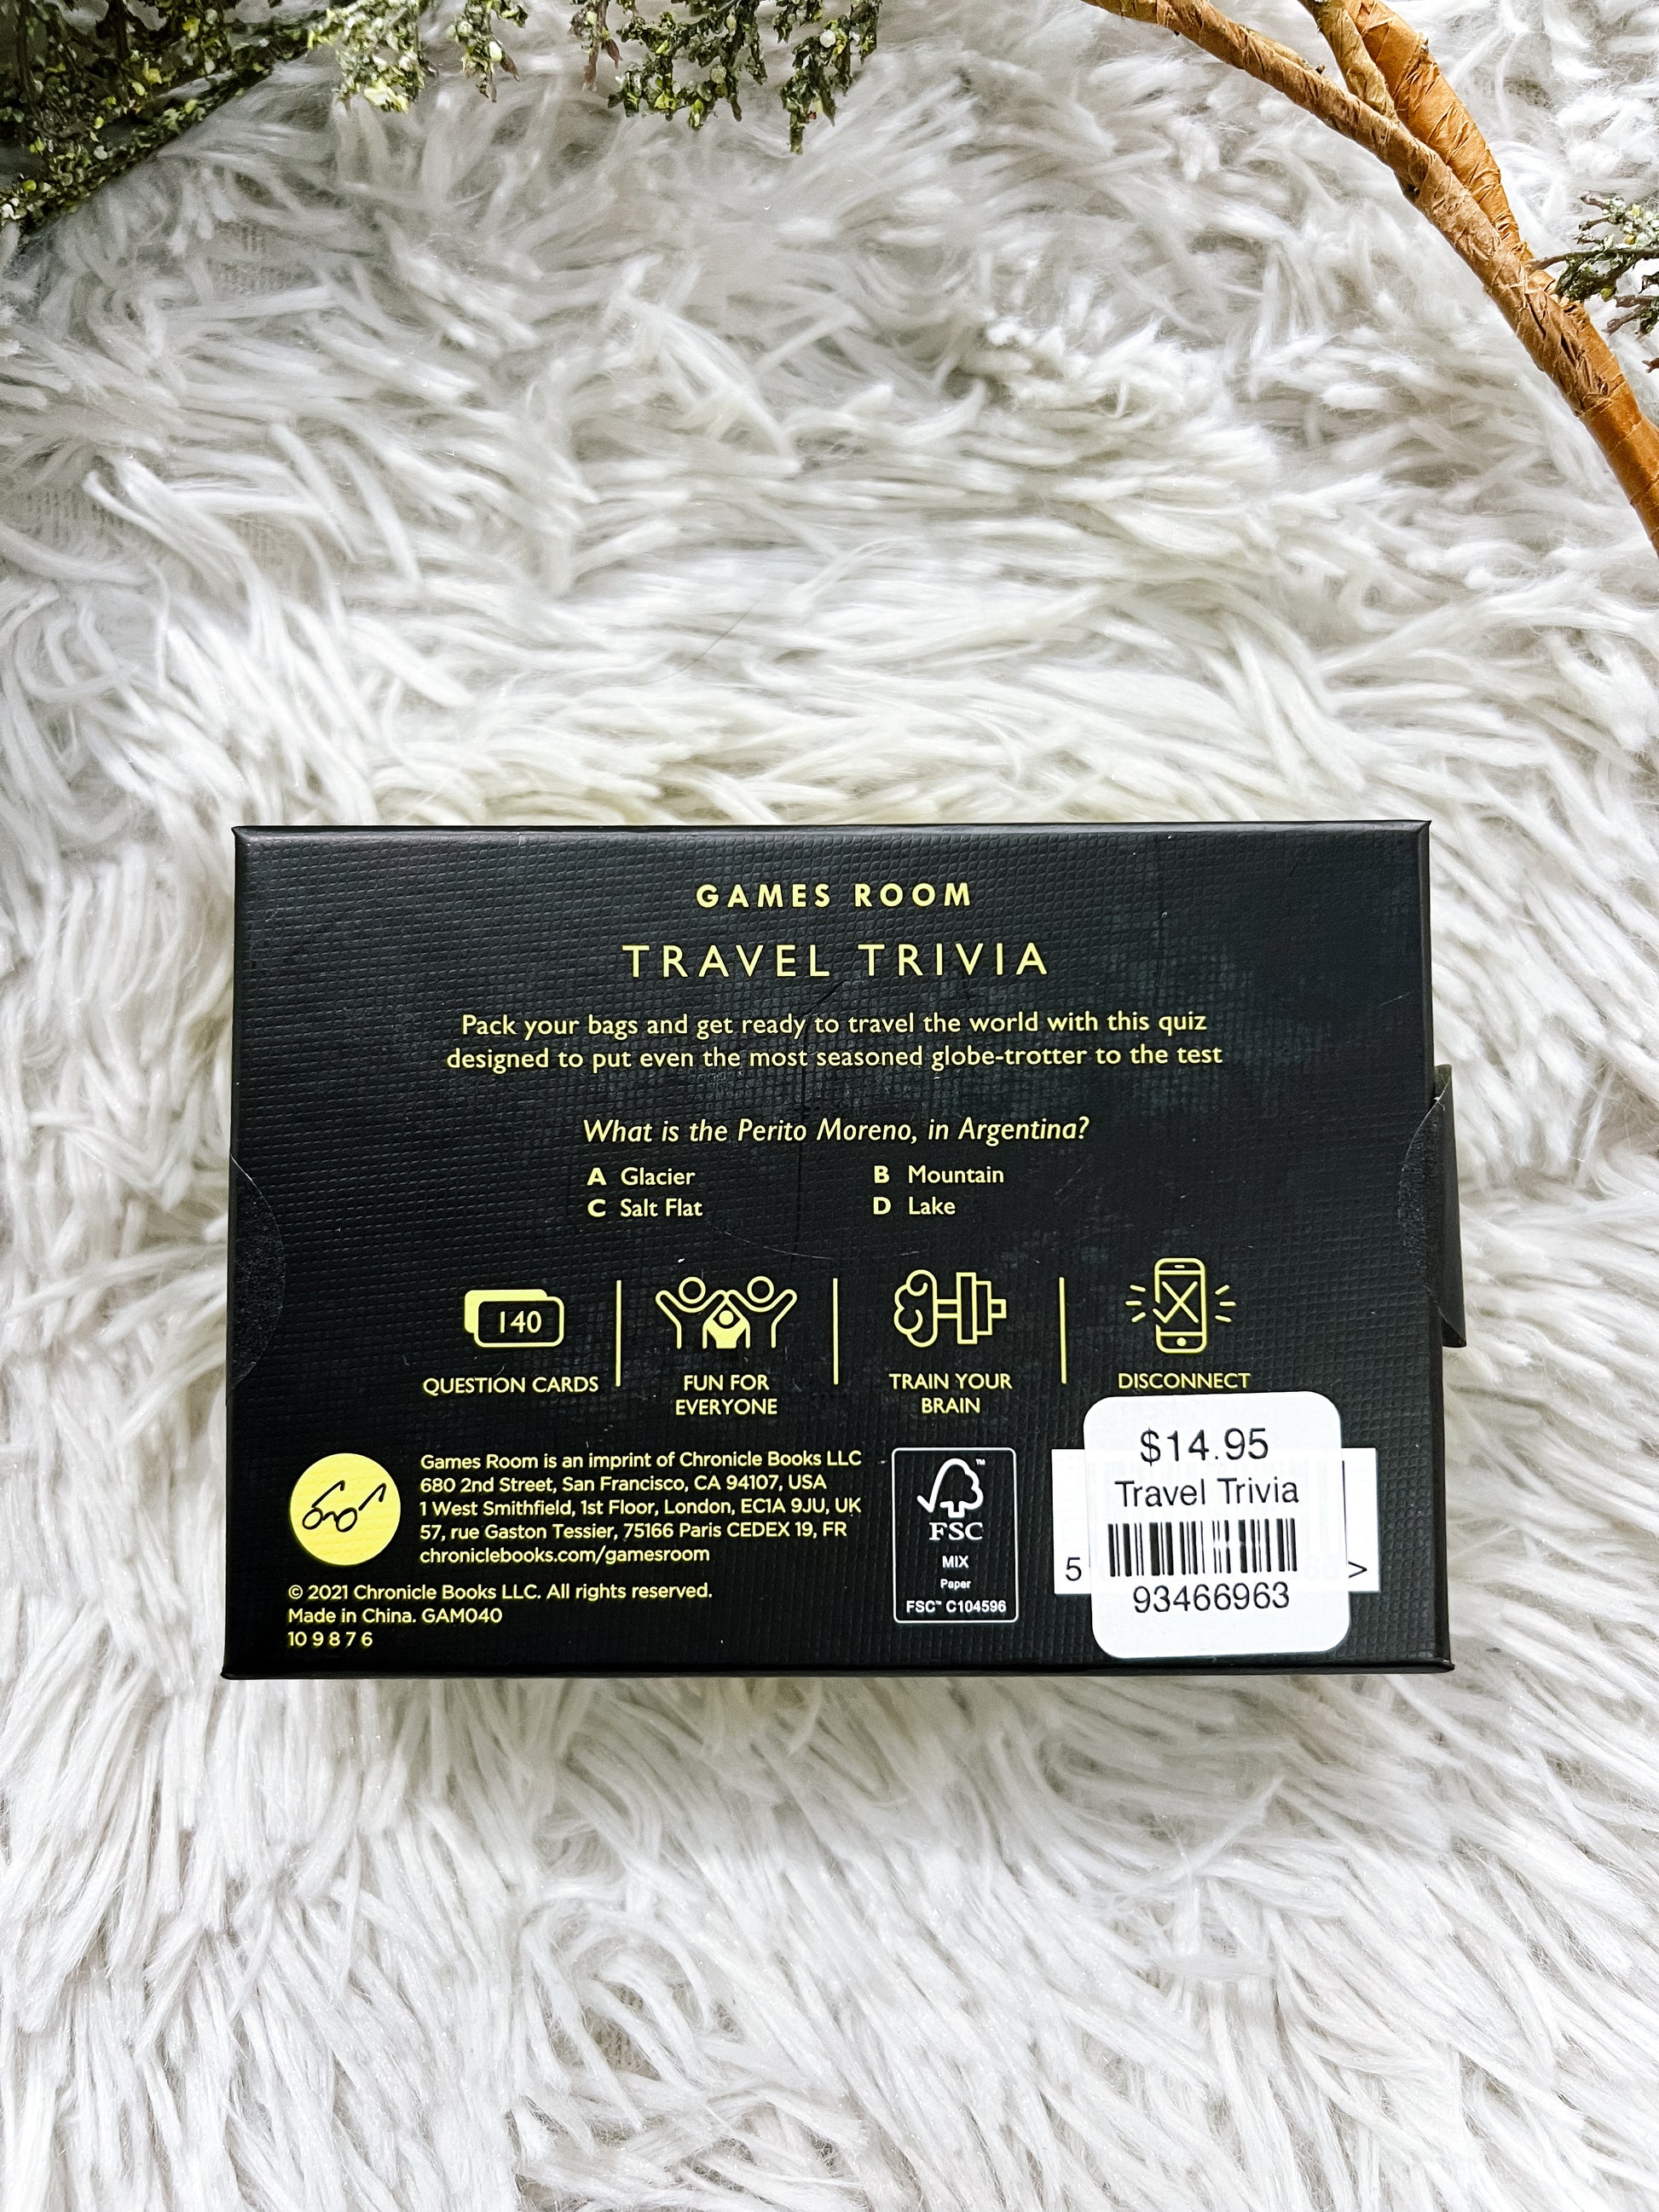 GAMES ROOM
TRAVEL TRIVIA
Pack your bags and get ready to travel the world with this quiz
designed to put even the most seasoned globe-trotter to the test
What is the Perito Moreno, in Argentina?
A Glacier B Mountain
C Salt Flat D Lake
140
QUESTION CARDS
FUN FOR
EVERYONE
TRAIN YOUR
BRAIN
DISCONNECT
Games Room is an imprint of Chronicle Books LLC
680 2nd Street, San Francisco, CA 94107, USA
1 West Smithfield, 1st Floor, London, EC1A 9JU, UK
57, rue Gaston Tessier, 75166 Paris CEDEX 19, FR
chroniclebooks.com/gamesroom
© 2021 Chronicle Books LLC. All rights reserved.
Made in China. GAM040
10 9 8 7 6
FSC
MIX
Paper
FSC™ C104596
$14.95
Travel Trivia
5 >
93466963